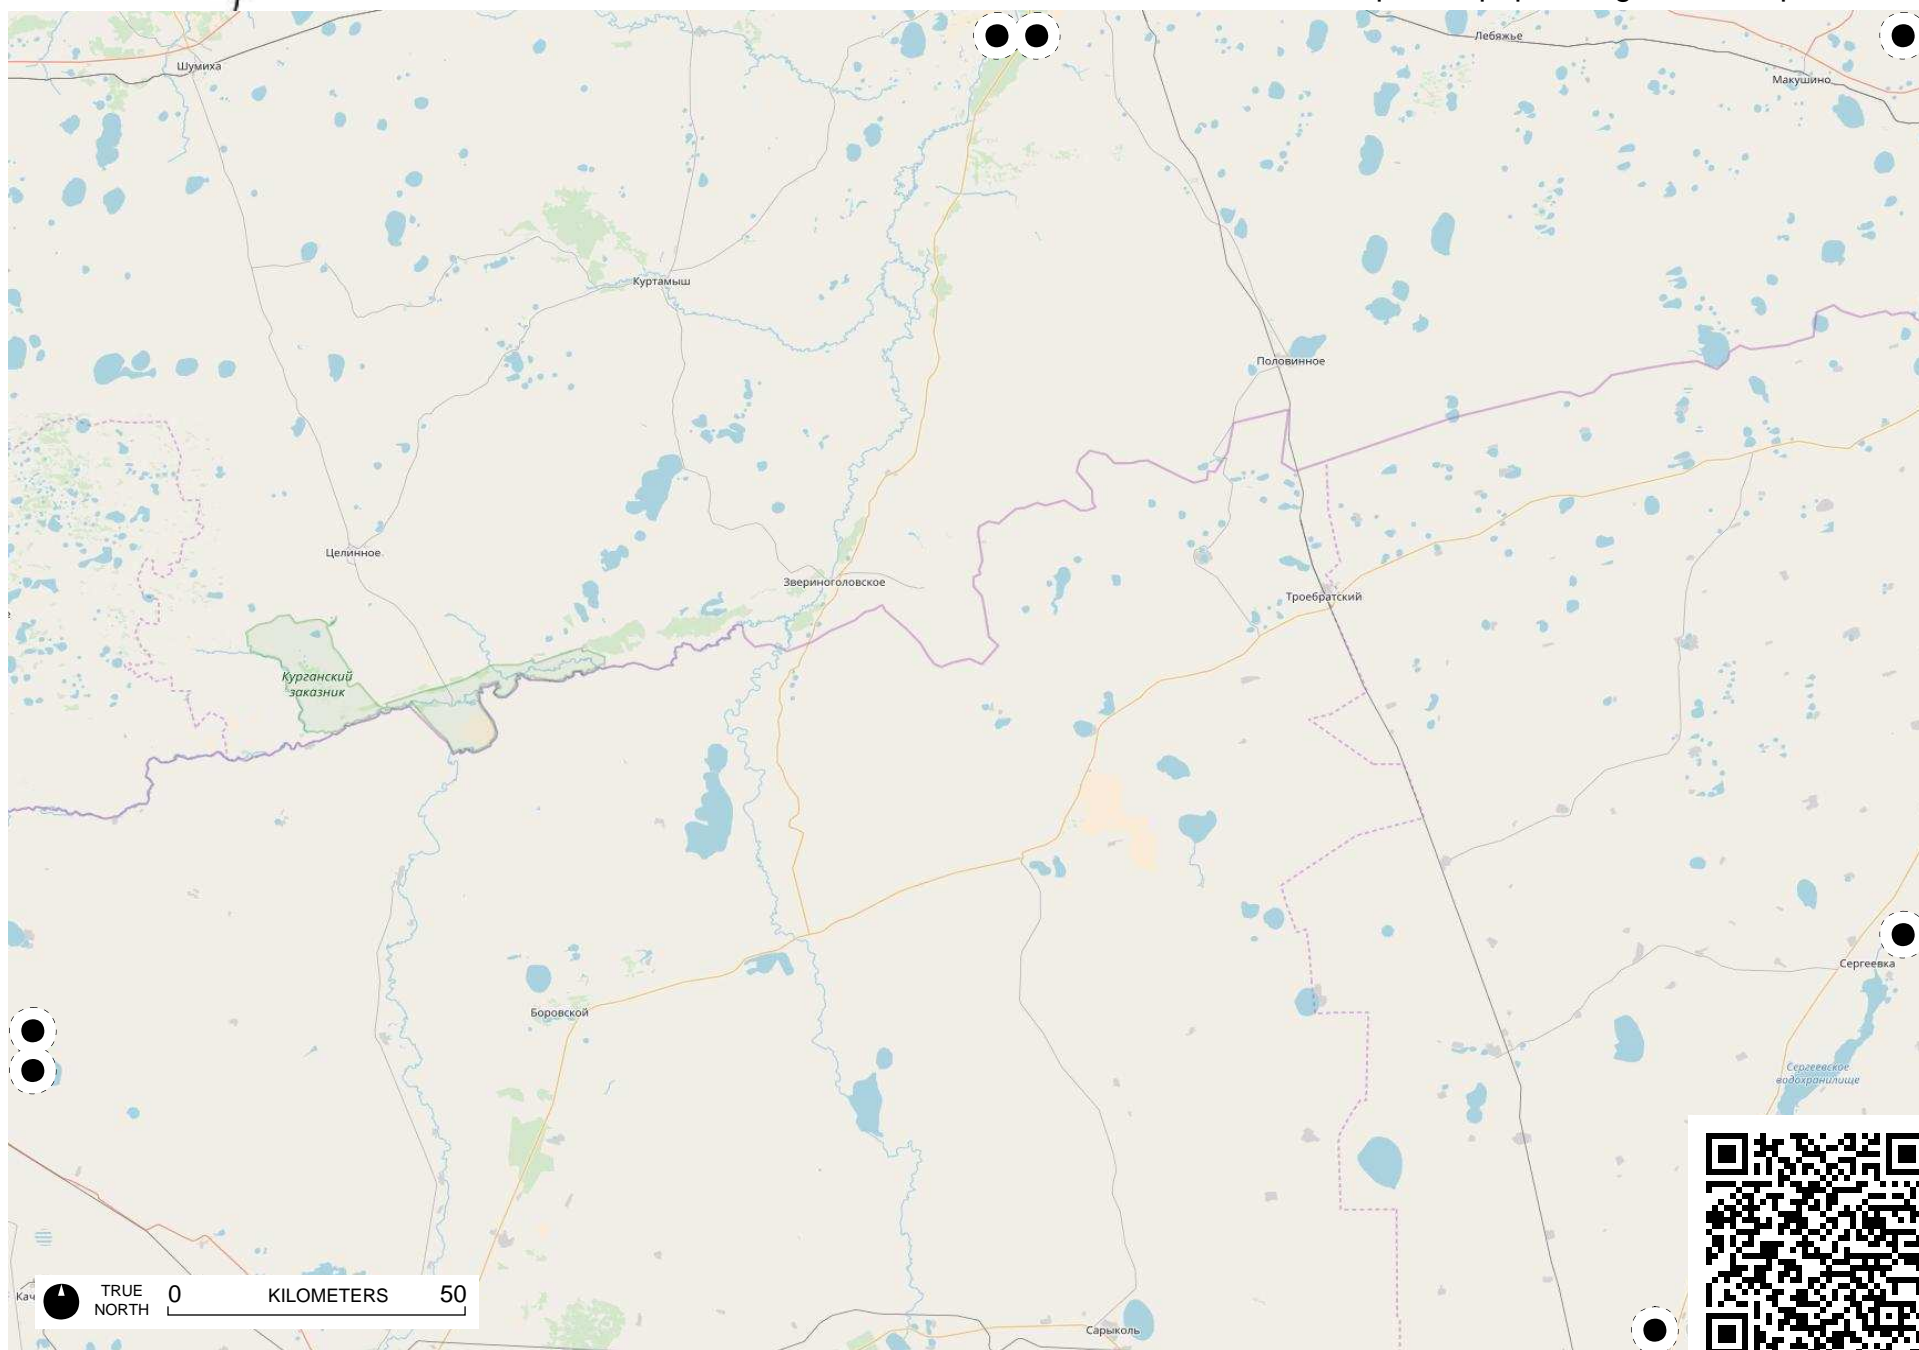 Лебяжье
Шумиха
Макушино
Куртамыш
Половинное
Целинное
Звериноголовское
Троебратский
Курганский
заказник
Сергеевка
Боровской
Сергеевское
водохранилище
TRUE
NORTH
0 KILOMETERS 50
Сарыколь